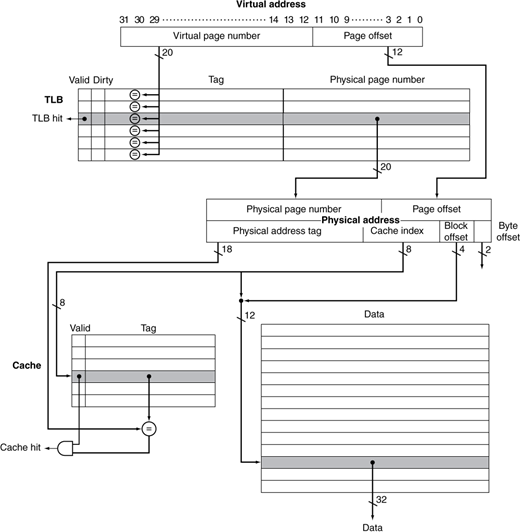 Virtual address
31 30 29 14 13 12 11 10 9 3 2 1 0
Virtual page number Page offset
20 12
Valid Dirty Tag Physical page number
TLB
TLB hit
= 
=
=
=
=
=
20
Physical page number Page offset
Physical address
Physical address tag Cache index Block offset Byte offset
18 8 4 2
8 12 Data
Valid Tag
Cache
=
Cache hit
32
Data